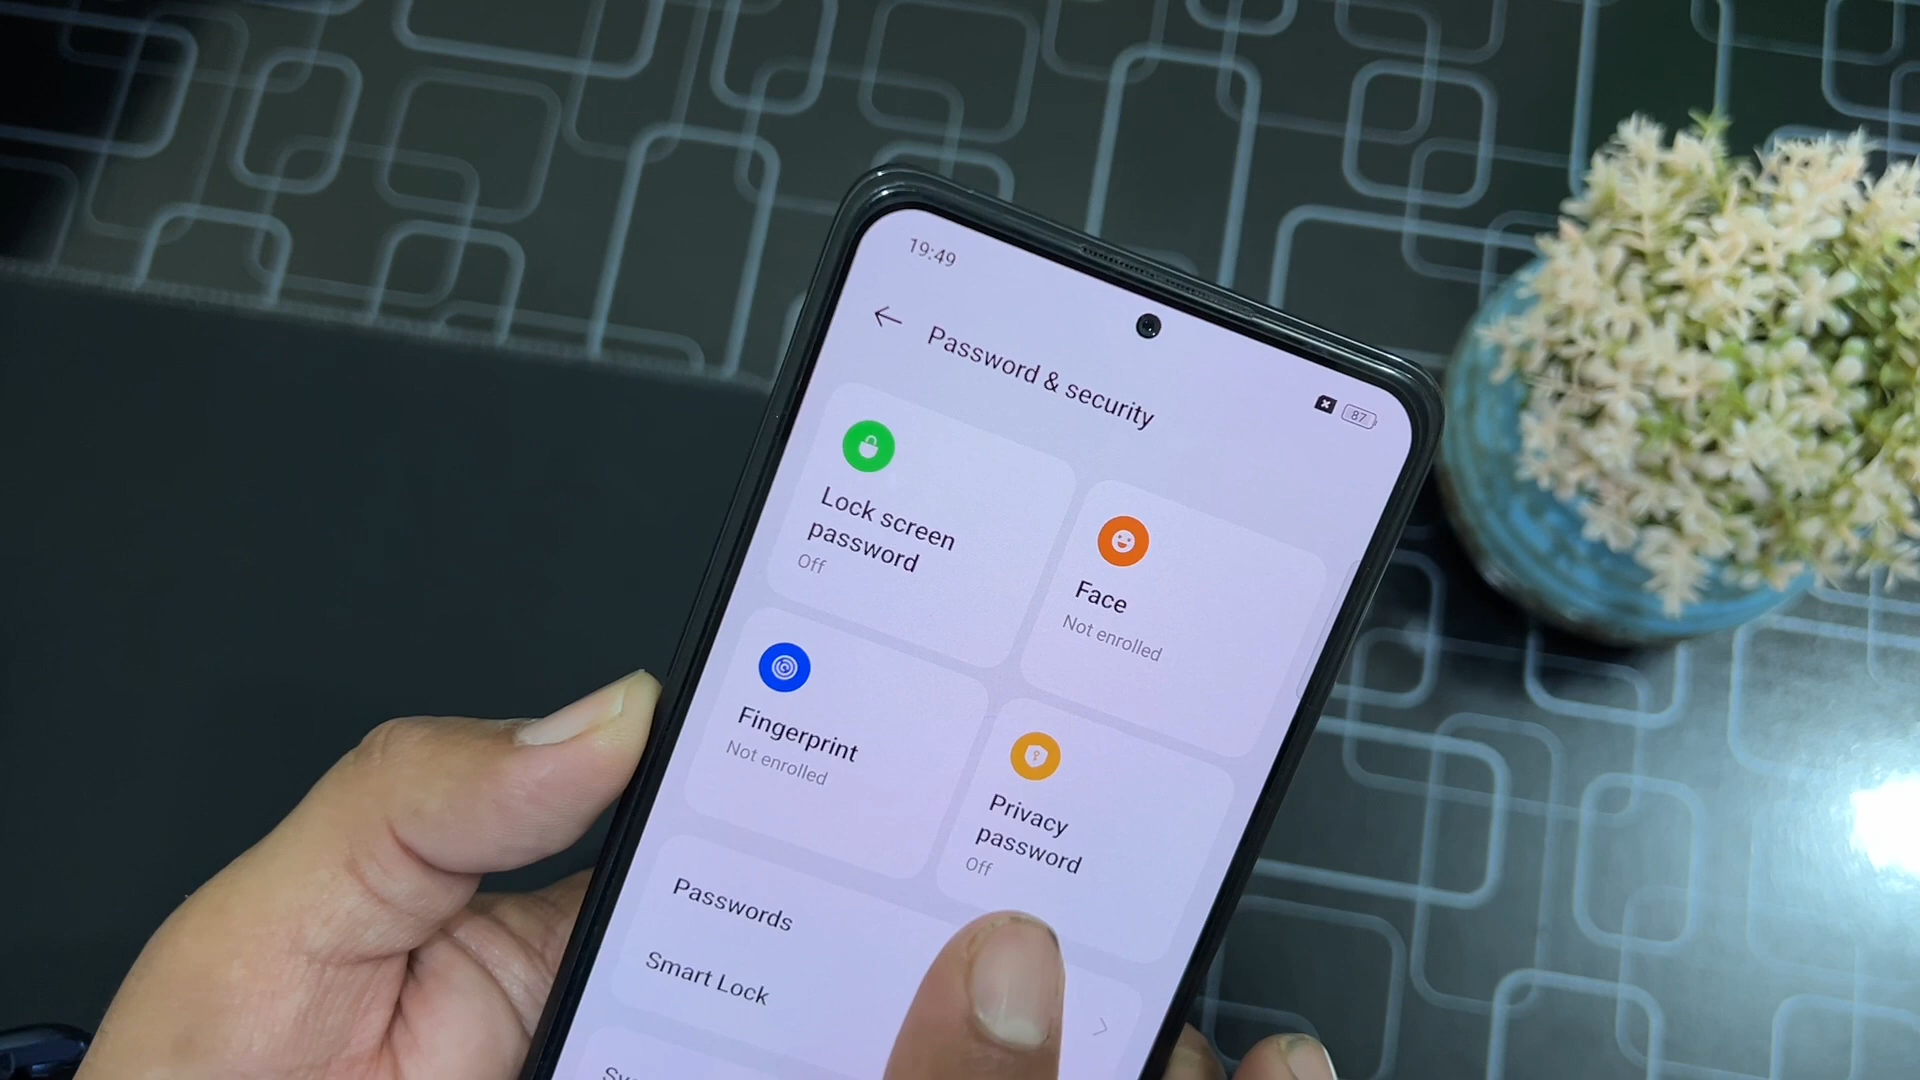 19:49
87
Password & security
Lock screen
password
Off
Face
Not enrolled
Fingerprint
Not enrolled
Privacy
password
Off
Passwords
Smart Lock